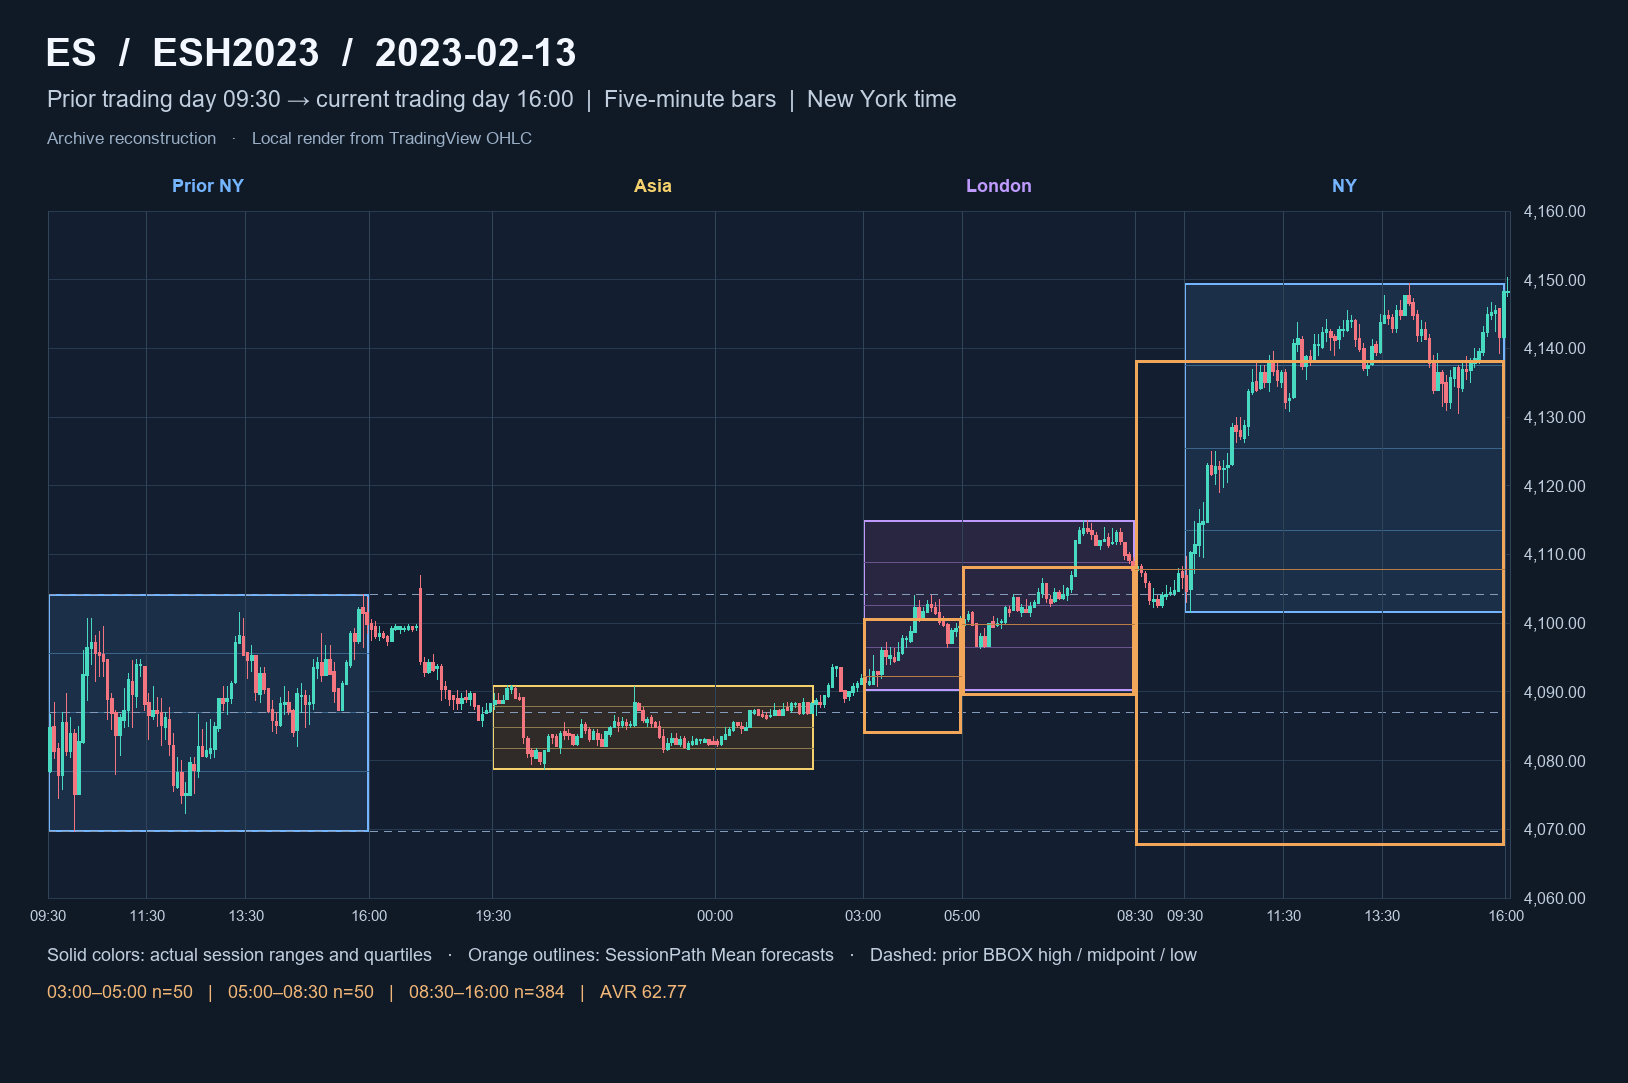 ES / ESH2023 / 2023-02-13
Prior trading day 09:30 → current trading day 16:00 | Five-minute bars | New York time
Archive reconstruction · Local render from TradingView OHLC
Prior NY Asia London NY
4,160.00
4,150.00
4,140.00
4,130.00
4,120.00
4,110.00
4,100.00
4,090.00
4,080.00
4,070.00
4,060.00
09:30 11:30 13:30 16:00 19:30 00:00 03:00 05:00 08:30 09:30 11:30 13:30 16:00
Solid colors: actual session ranges and quartiles · Orange outlines: SessionPath Mean forecasts · Dashed: prior BBOX high / midpoint / low
03:00–05:00 n=50 | 05:00–08:30 n=50 | 08:30–16:00 n=384 | AVR 62.77